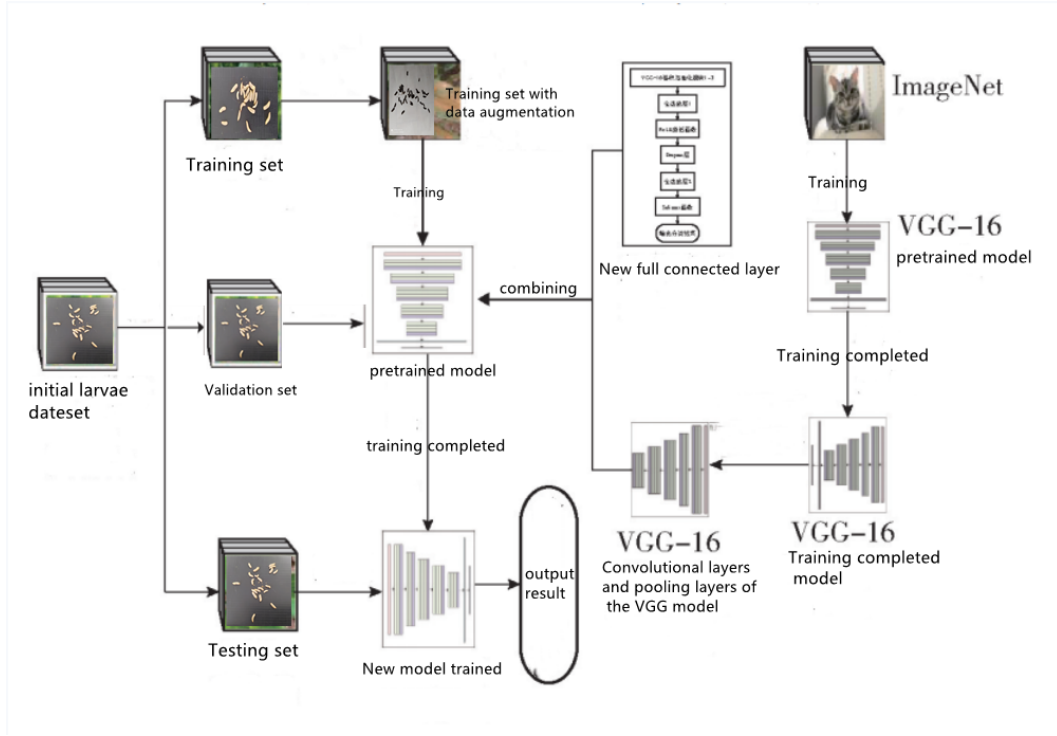 Training set
Training set with
data augmentation
ImageNet
Training
Training
VGG-16
pretrained model
New full connected layer
combining
initial larvae
dateset
Validation set
pretrained model
Training completed
training completed
VGG-16
Convolutional layers
and pooling layers of
the VGG model
VGG-16
Training completed
model
output
result
Testing set
New model trained